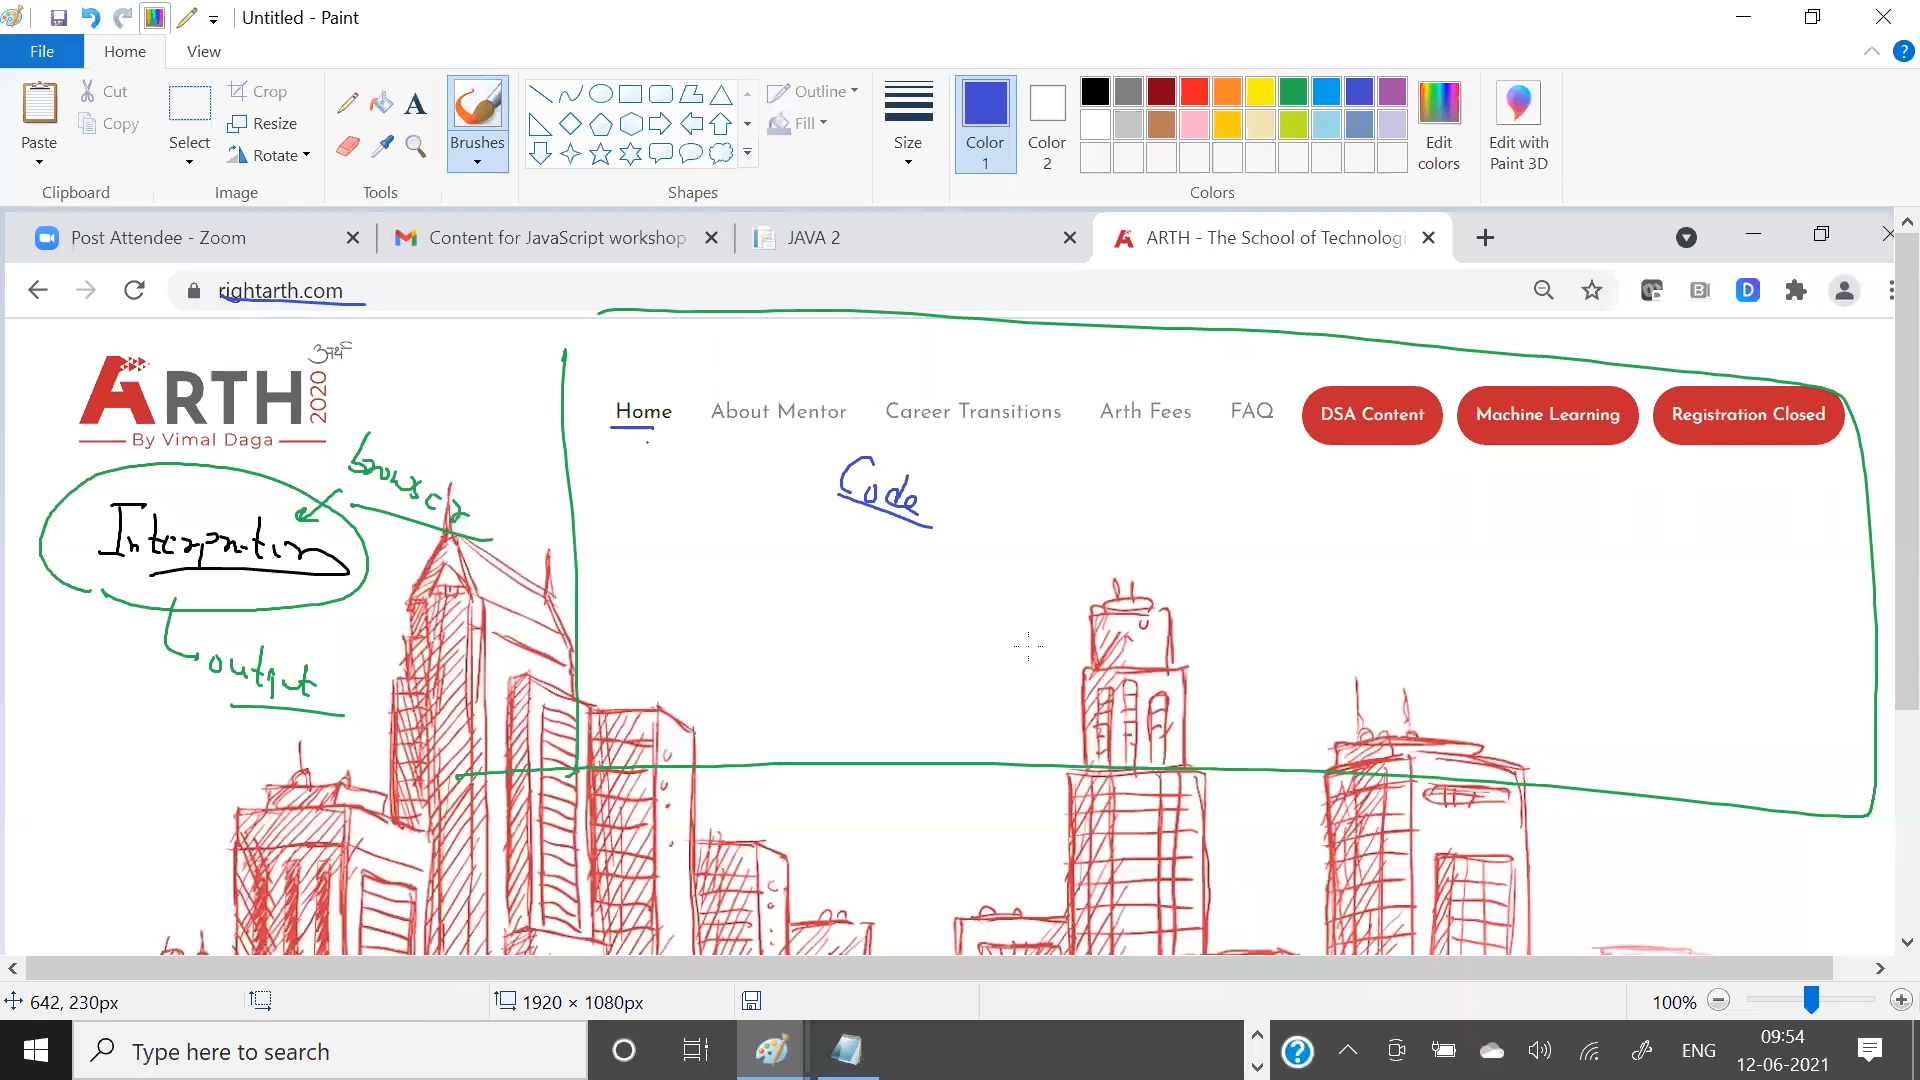 Untitled - Paint
File Home View
Paste
Cut
Copy
Clipboard
Select
Crop
Resize
Rotate
Image
Tools
Brushes
Shapes
Outline
Fill
Size
Color 1
Color 2
Colors
Edit colors
Edit with Paint 3D
Post Attendee - Zoom
Content for JavaScript workshop
JAVA 2
ARTH - The School of Technologi
rightarth.com
ARTH 2020
अर्थ
By Vimal Daga
Home About Mentor Career Transitions Arth Fees FAQ DSA Content Machine Learning Registration Closed
Code
output
642, 230px
1920 × 1080px
100%
Type here to search
ENG
09:54
12-06-2021